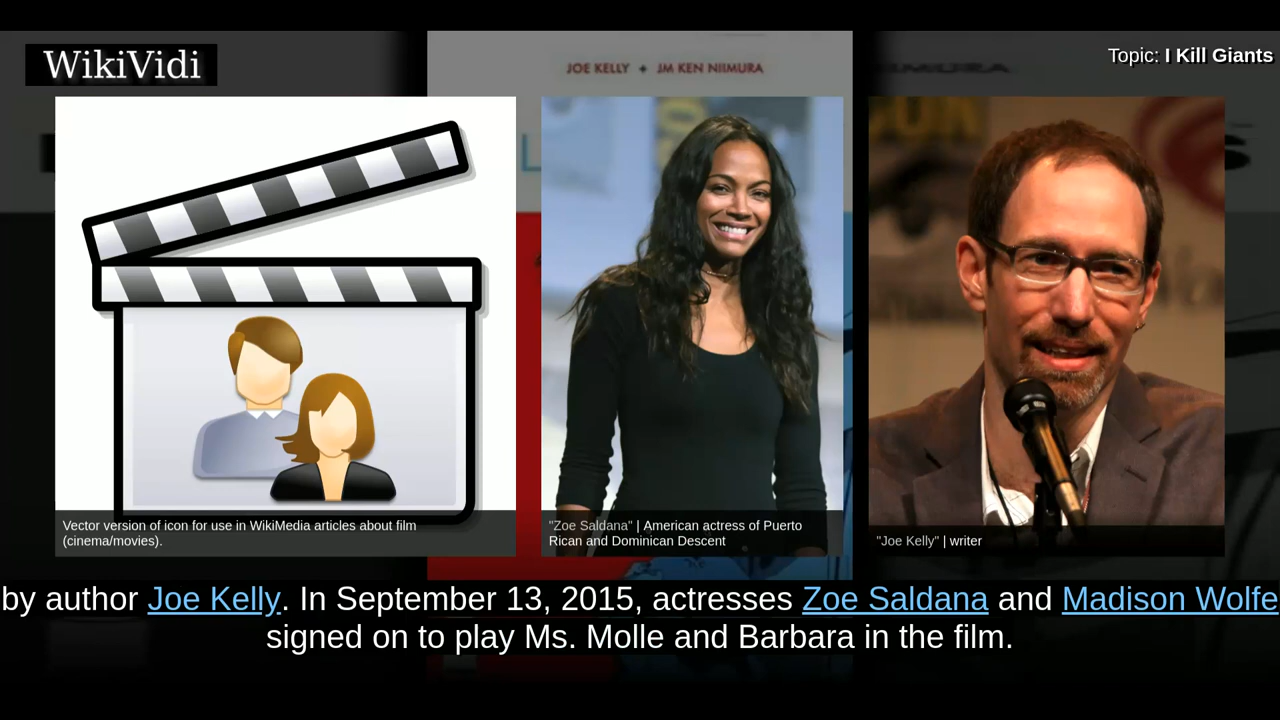 WikiVidi
Topic: I Kill Giants
JOE KELLY + JM KEN NIIMURA
Vector version of icon for use in WikiMedia articles about film
(cinema/movies).
"Zoe Saldana" | American actress of Puerto
Rican and Dominican Descent
"Joe Kelly" | writer
by author Joe Kelly. In September 13, 2015, actresses Zoe Saldana and Madison Wolfe
signed on to play Ms. Molle and Barbara in the film.